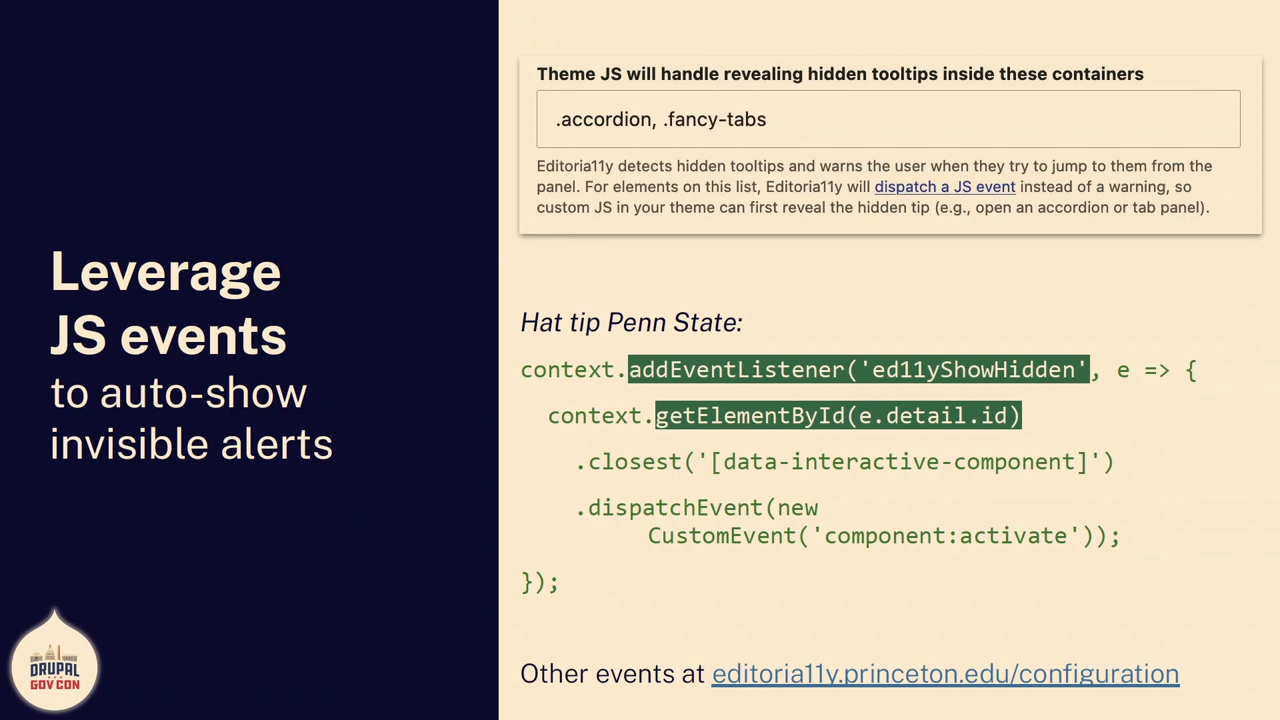 Leverage
JS events
to auto-show
invisible alerts
DRUPAL
GOV CON
Theme JS will handle revealing hidden tooltips inside these containers
.accordion, .fancy-tabs
Editoria11y detects hidden tooltips and warns the user when they try to jump to them from the
panel. For elements on this list, Editoria11y will dispatch a JS event instead of a warning, so
custom JS in your theme can first reveal the hidden tip (e.g., open an accordion or tab panel).
Hat tip Penn State:
context.addEventListener('ed11yShowHidden', e => {
context.getElementById(e.detail.id)
.closest('[data-interactive-component]')
.dispatchEvent(new
CustomEvent('component:activate'));
});
Other events at editoria11y.princeton.edu/configuration